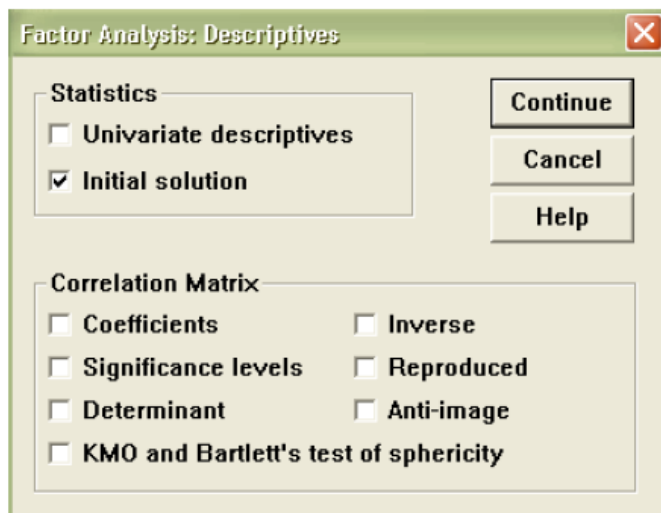 Factor Analysis: Descriptives
Statistics
Univariate descriptives
Initial solution
Continue
Cancel
Help
Correlation Matrix
Coefficients
Inverse
Significance levels
Reproduced
Determinant
Anti-image
KMO and Bartlett's test of sphericity